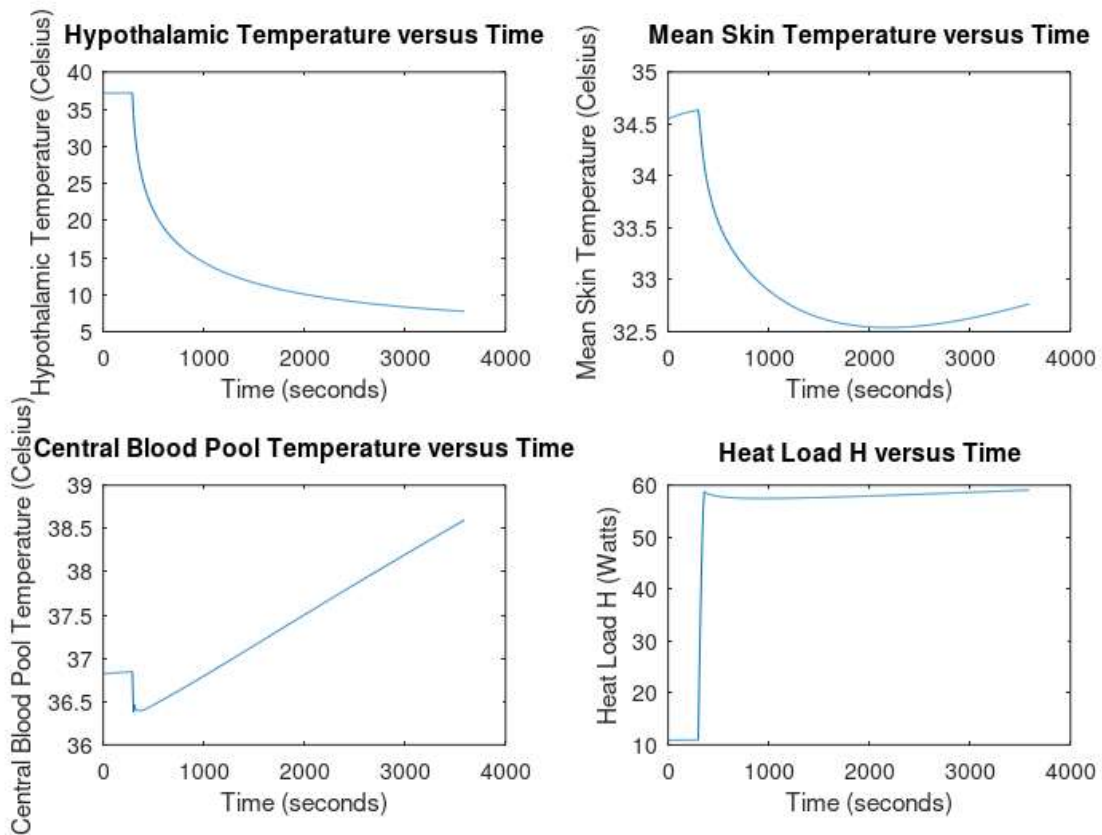 Hypothalamic Temperature versus Time
Hypothalamic Temperature (Celsius)
40
35
30
25
20
15
10
5
0 1000 2000 3000 4000
Time (seconds)
Mean Skin Temperature versus Time
Mean Skin Temperature (Celsius)
35
34.5
34
33.5
33
32.5
0 1000 2000 3000 4000
Time (seconds)
Central Blood Pool Temperature versus Time
Central Blood Pool Temperature (Celsius)
39
38.5
38
37.5
37
36.5
36
0 1000 2000 3000 4000
Time (seconds)
Heat Load H versus Time
Heat Load H (Watts)
60
50
40
30
20
10
0 1000 2000 3000 4000
Time (seconds)